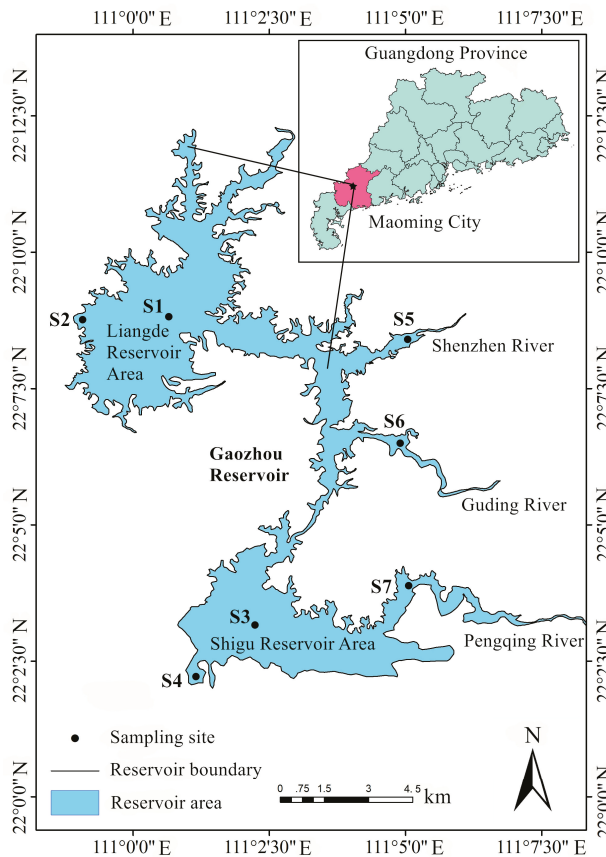 111°0'0" E 111°2'30" E 111°5'0" E 111°7'30" E
Guangdong Province
Maoming City
22°12'30" N
22°10'0" N
22°7'30" N
22°5'0" N
22°2'30" N
22°0'0" N
22°12'30" N
22°10'0" N
22°7'30" N
22°5'0" N
22°2'30" N
22°0'0" N
S1
S2
Liangde
Reservoir
Area
S5
Shenzhen River
S6
Gaozhou
Reservoir
Guding River
S7
S3
Shigu Reservoir Area
Pengqing River
S4
Sampling site
Reservoir boundary
Reservoir area
0 .75 1.5 3 4.5
km
N
111°0'0" E 111°2'30" E 111°5'0" E 111°7'30" E